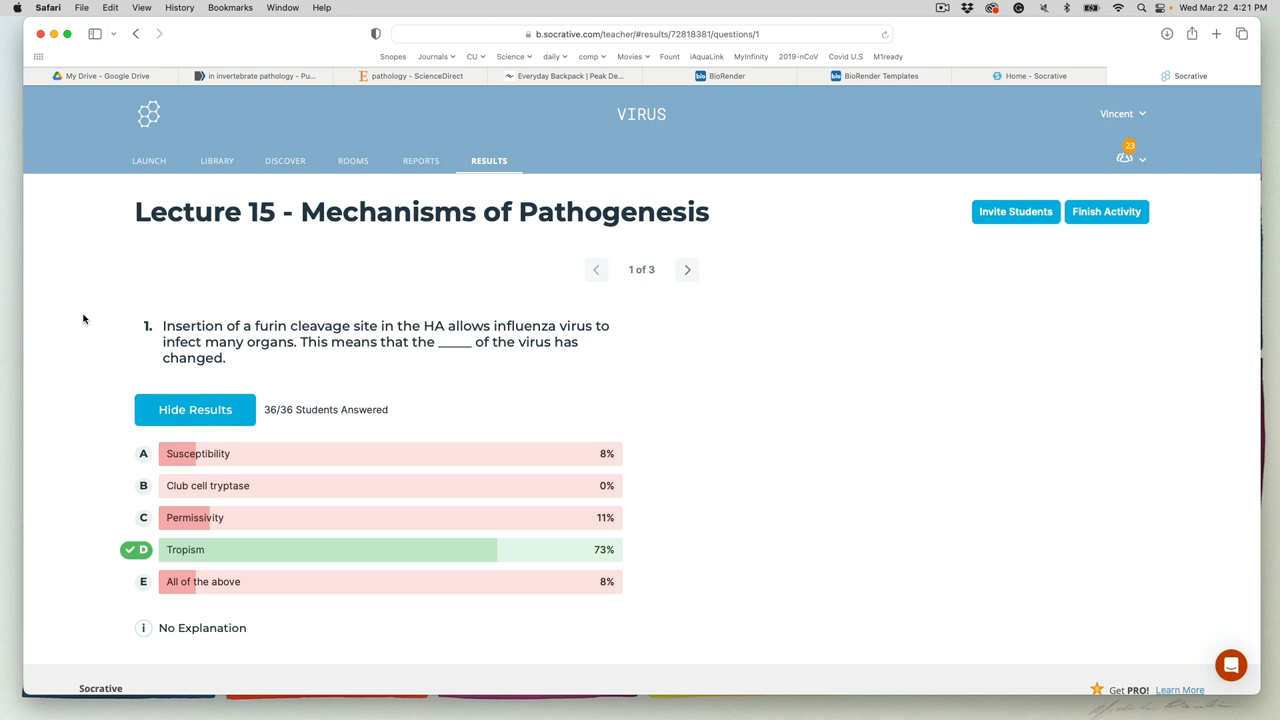 Safari File Edit View History Bookmarks Window Help Wed Mar 22 4:21 PM
b.socrative.com/teacher/#results/72818381/questions/1
Snopes Journals CU Science daily comp Movies Fount iAquaLink MyInfinity 2019-nCoV Covid U.S M1ready
My Drive - Google Drive in invertebrate pathology - Pu... pathology - ScienceDirect Everyday Backpack | Peak De... BioRender BioRender Templates Home - Socrative Socrative
VIRUS
Vincent
23
LAUNCH LIBRARY DISCOVER ROOMS REPORTS RESULTS
Lecture 15 - Mechanisms of Pathogenesis
Invite Students Finish Activity
1 of 3
1. Insertion of a furin cleavage site in the HA allows influenza virus to
infect many organs. This means that the _____ of the virus has
changed.
Hide Results 36/36 Students Answered
A Susceptibility 8%
B Club cell tryptase 0%
C Permissivity 11%
D Tropism 73%
E All of the above 8%
i No Explanation
Socrative Get PRO! Learn More